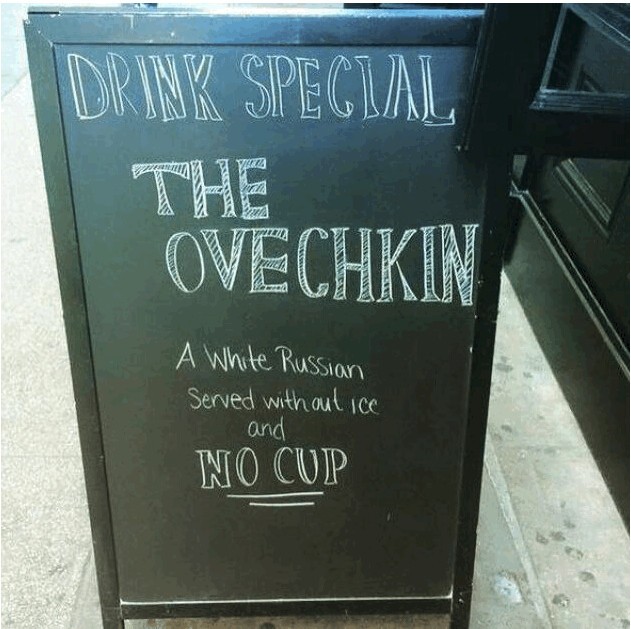 DRINK SPECIAL
THE
OVECHKIN
A White Russian
Served without ice
and
NO CUP